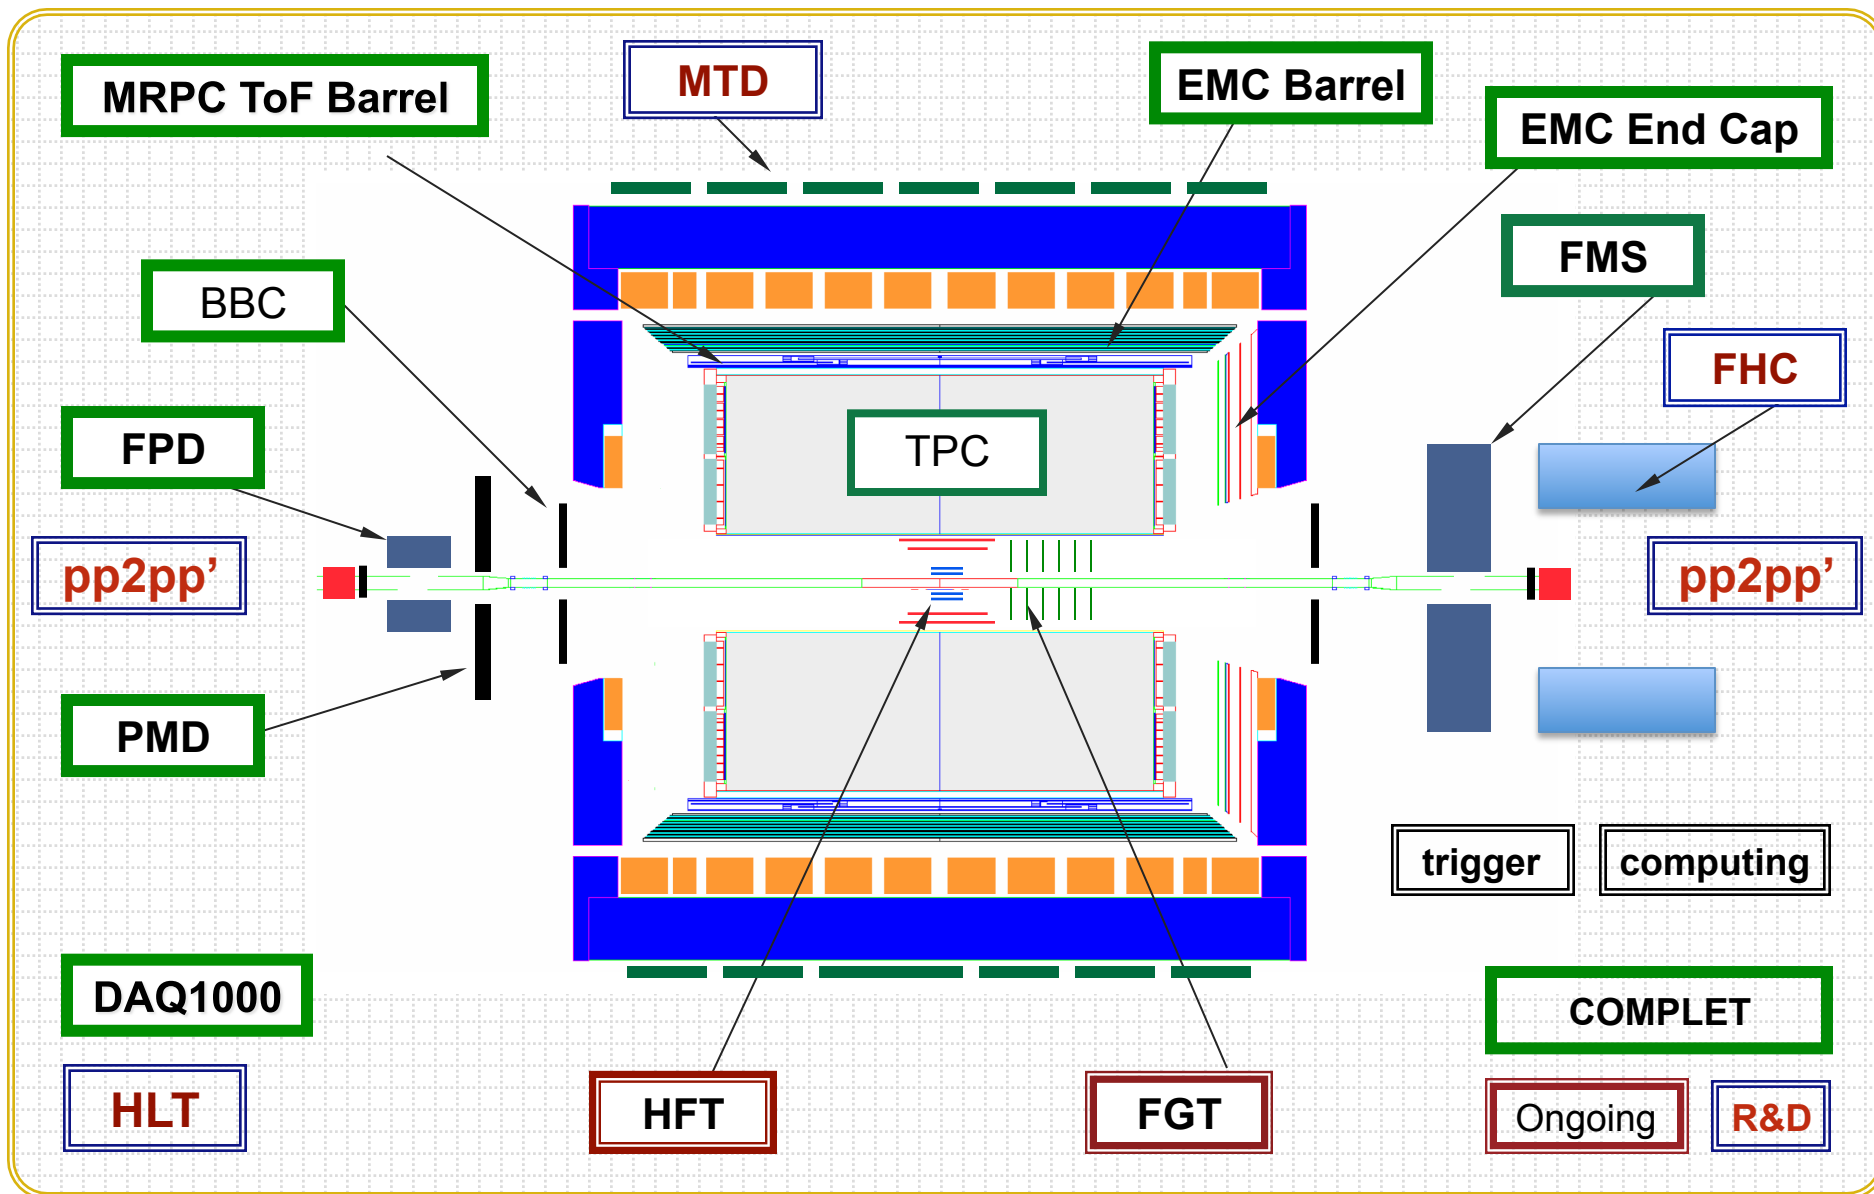 MRPC ToF Barrel
MTD
EMC Barrel
EMC End Cap
BBC
FMS
FHC
FPD
TPC
pp2pp’
pp2pp’
PMD
trigger
computing
DAQ1000
COMPLET
HLT
HFT
FGT
Ongoing
R&D